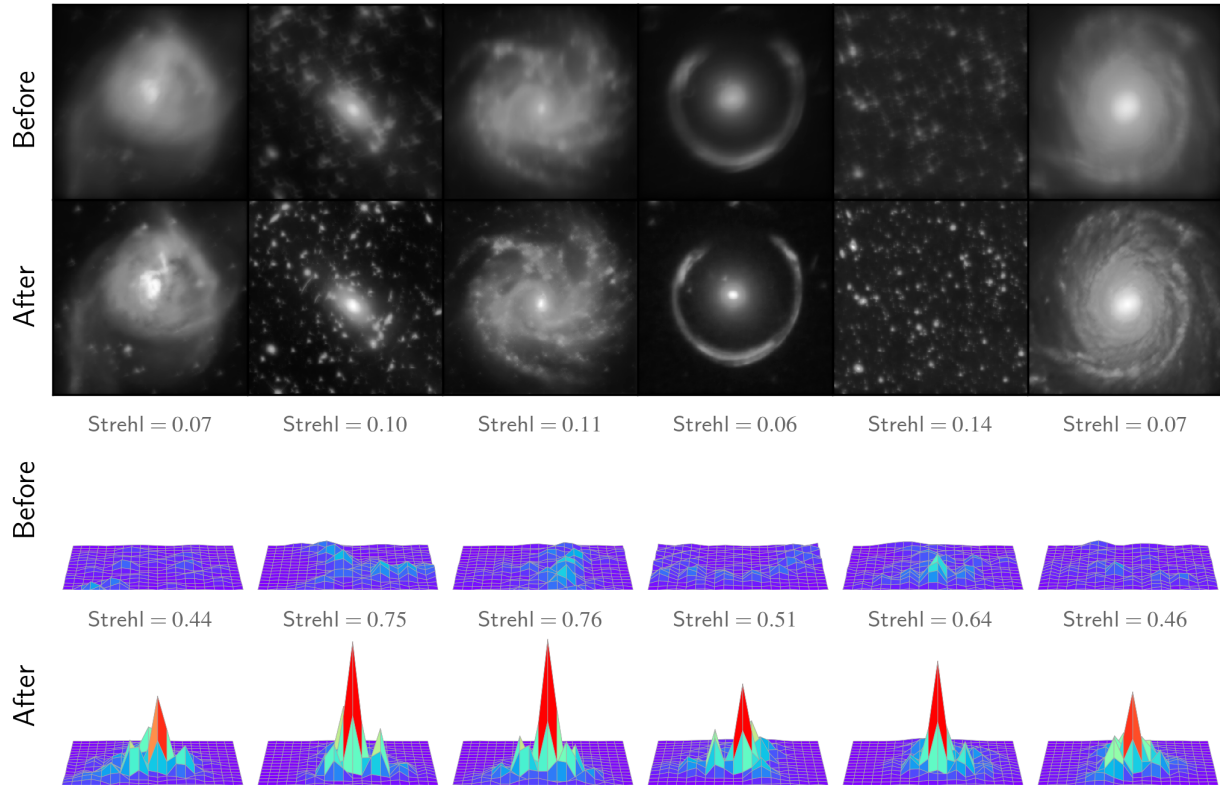 Before
After
Strehl = 0.07 Strehl = 0.10 Strehl = 0.11 Strehl = 0.06 Strehl = 0.14 Strehl = 0.07
Before
Strehl = 0.44 Strehl = 0.75 Strehl = 0.76 Strehl = 0.51 Strehl = 0.64 Strehl = 0.46
After